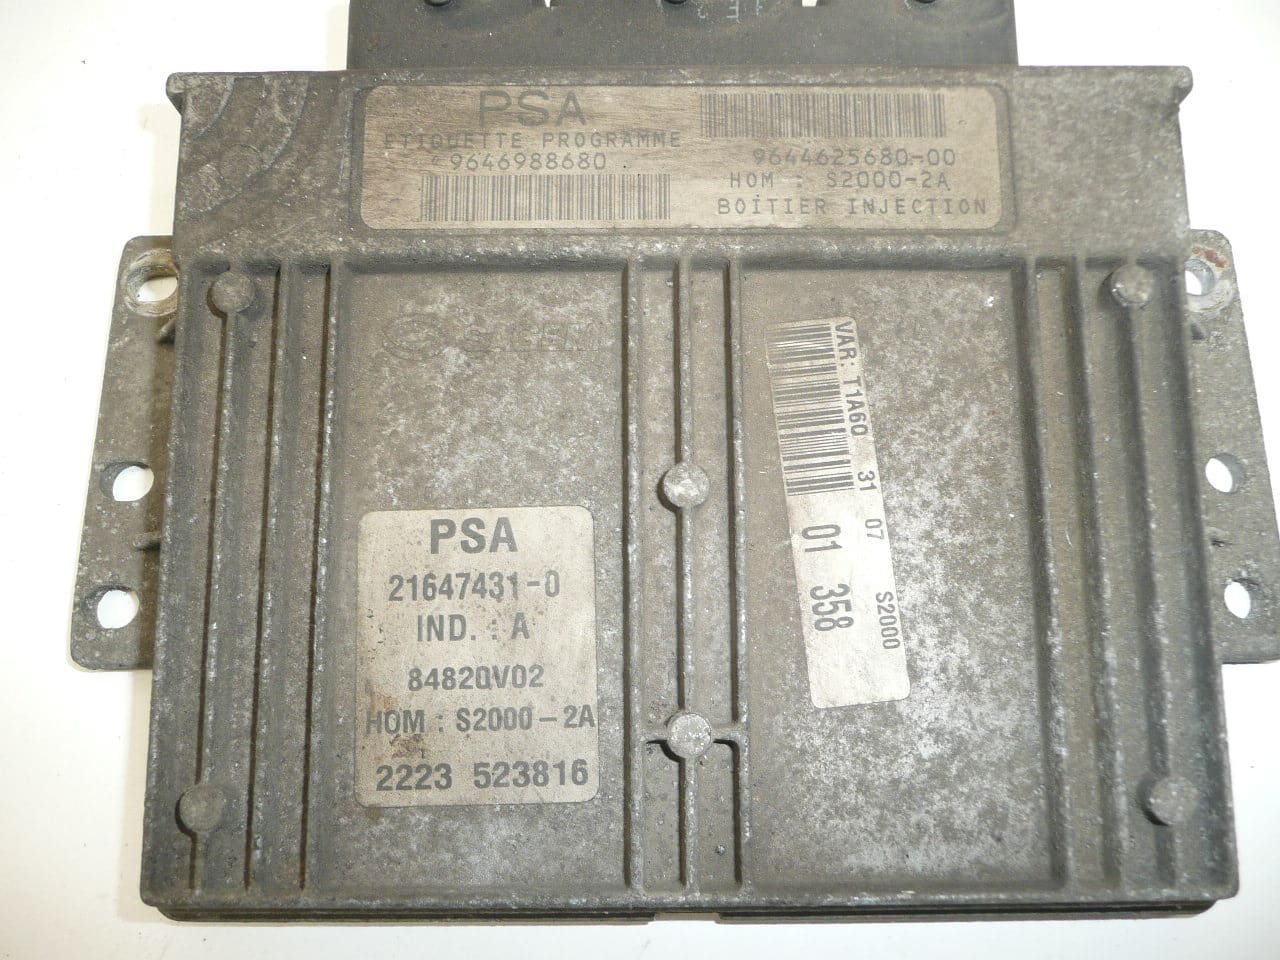 PSA
ETIQUETTE PROGRAMME
9646988680
9644625680-00
HOM : S2000-2A
BOITIER INJECTION
PSA
21647431-0
IND. : A
84820V02
HOM : S2000-2A
2223 523816
VAR: T1A60 31 07 S2000
01 358